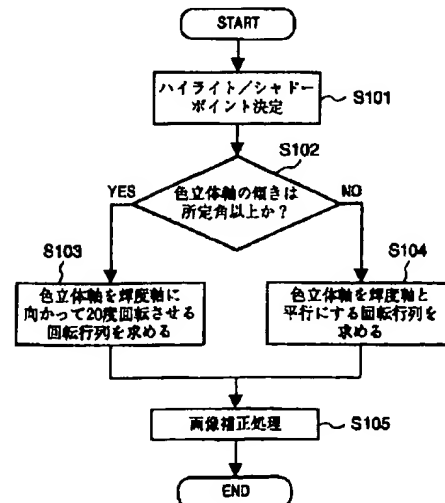 START
ハイライト／シャドー
ポイント決定
S101
S102
色立体軸の傾きは
所定角以上か？
YES
NO
S103
色立体軸を輝度軸に
向かって20度回転させる
回転行列を求める
S104
色立体軸を輝度軸と
平行にする回転行列を
求める
画像補正処理
S105
END